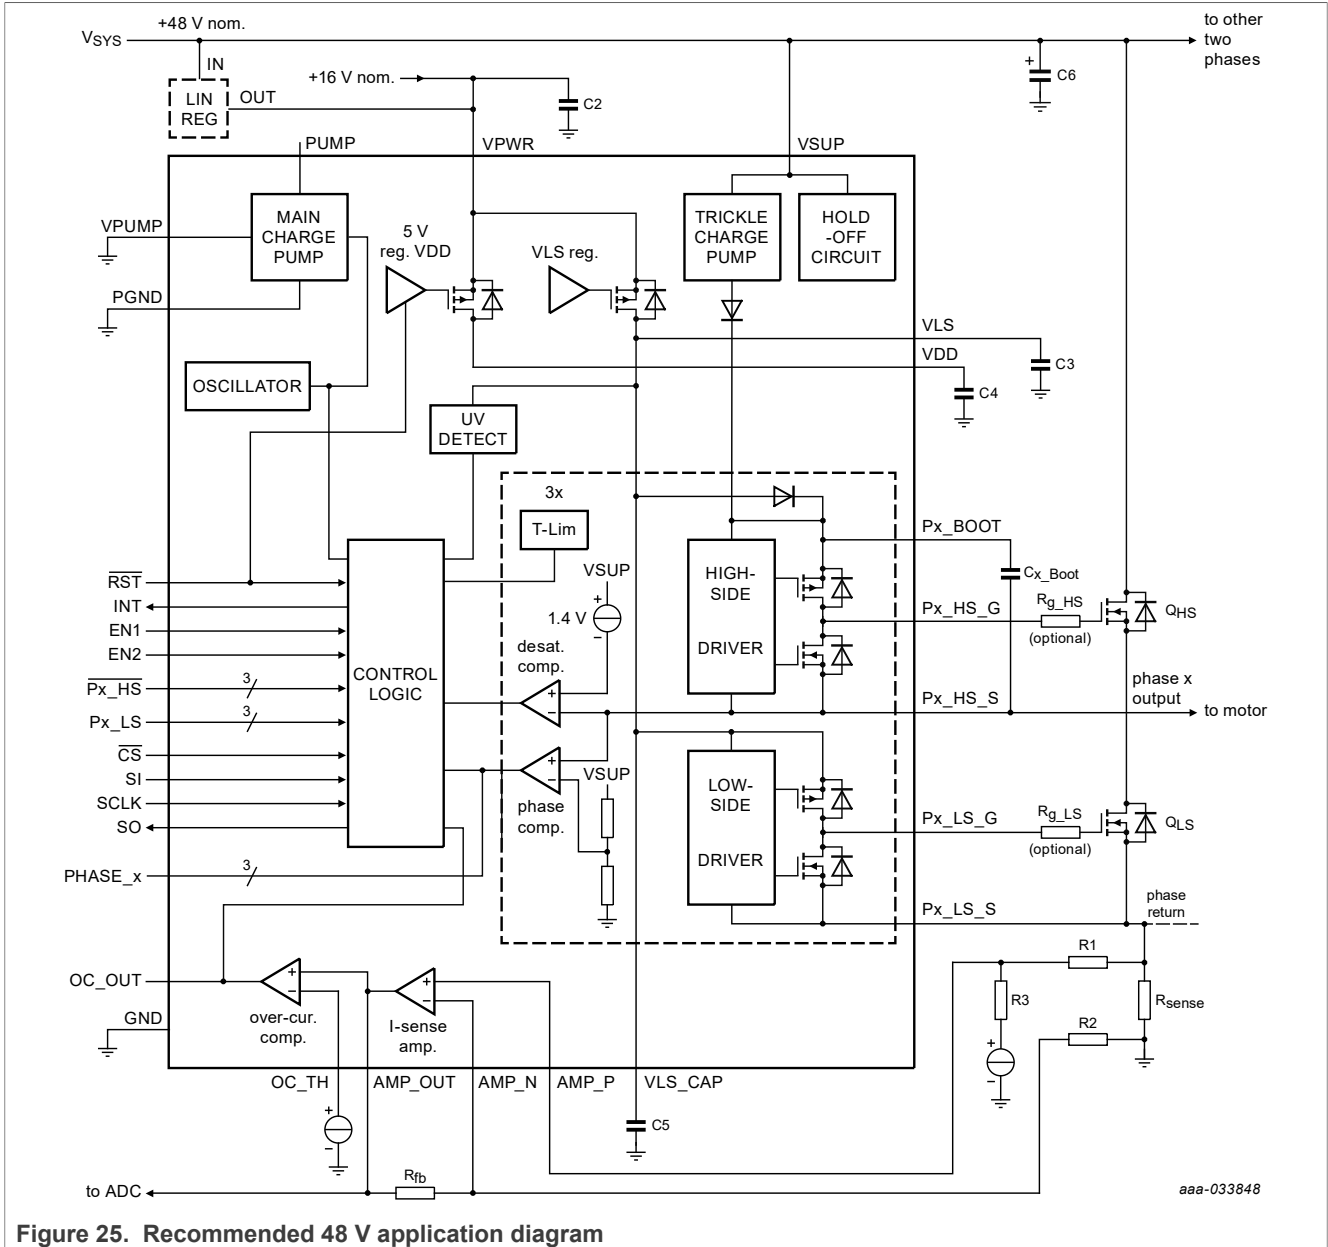 +48 V nom.
VSYS
to other
two
phases
IN
+16 V nom.
+
C6
LIN
REG
OUT
C2
PUMP
VPWR
VSUP
MAIN
CHARGE
PUMP
TRICKLE
CHARGE
PUMP
HOLD
-OFF
CIRCUIT
VPUMP
5 V
reg. VDD
VLS reg.
PGND
VLS
VDD
C3
C4
OSCILLATOR
UV
DETECT
3x
T-Lim
Px_BOOT
VSUP
HIGH-
SIDE
DRIVER
Cx_Boot
RST
INT
EN1
EN2
Px_HS
3
Px_LS
3
CS
SI
SCLK
SO
PHASE_x
3
CONTROL
LOGIC
+
1.4 V
–
desat.
comp.
+
–
Px_HS_G
Rg_HS
(optional)
QHS
Px_HS_S
phase x
output
to motor
+
–
VSUP
phase
comp.
LOW-
SIDE
DRIVER
Px_LS_G
Rg_LS
(optional)
QLS
Px_LS_S
phase
return
R1
R3
Rsense
R2
+
–
OC_OUT
+
–
over-cur.
comp.
+
–
I-sense
amp.
GND
OC_TH
AMP_OUT
AMP_N
AMP_P
VLS_CAP
+
–
C5
Rfb
to ADC
aaa-033848
Figure 25. Recommended 48 V application diagram